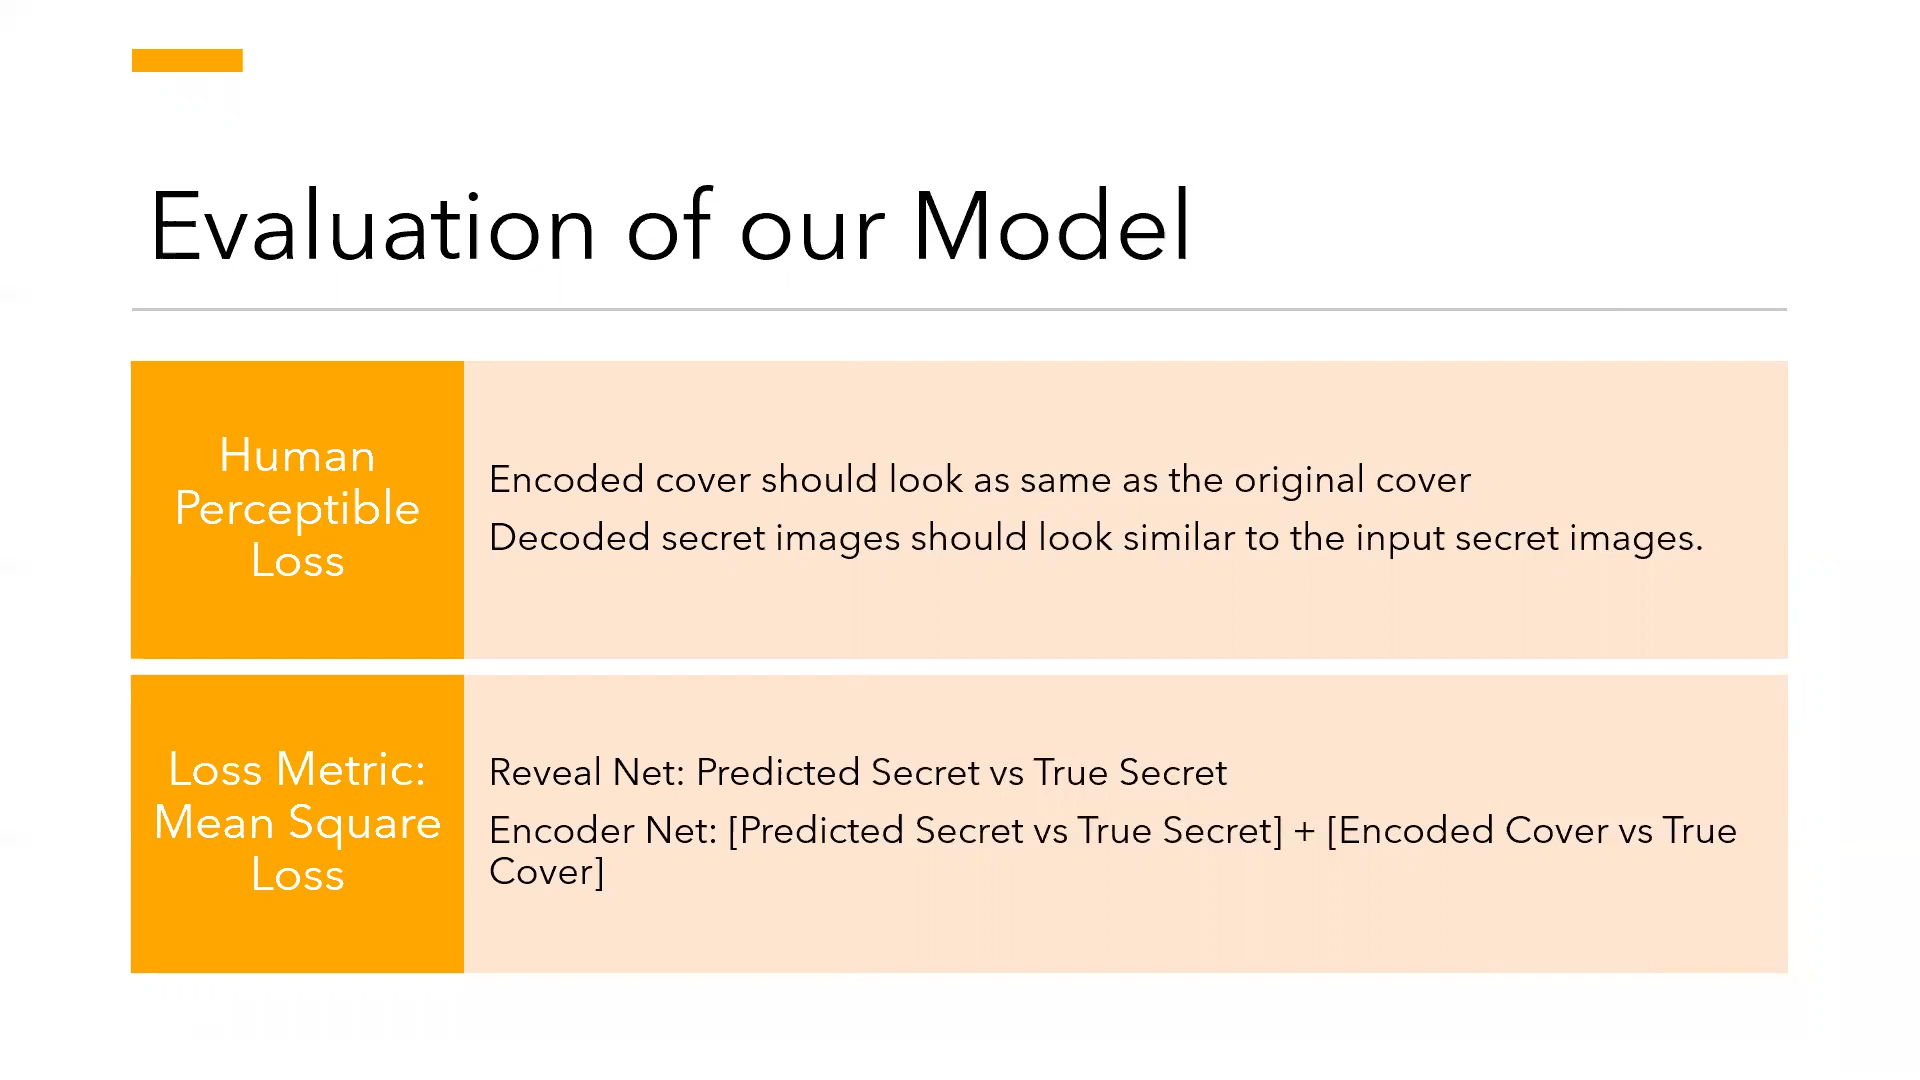 Evaluation of our Model
Human
Perceptible
Loss
Encoded cover should look as same as the original cover
Decoded secret images should look similar to the input secret images.
Loss Metric:
Mean Square
Loss
Reveal Net: Predicted Secret vs True Secret
Encoder Net: [Predicted Secret vs True Secret] + [Encoded Cover vs True
Cover]